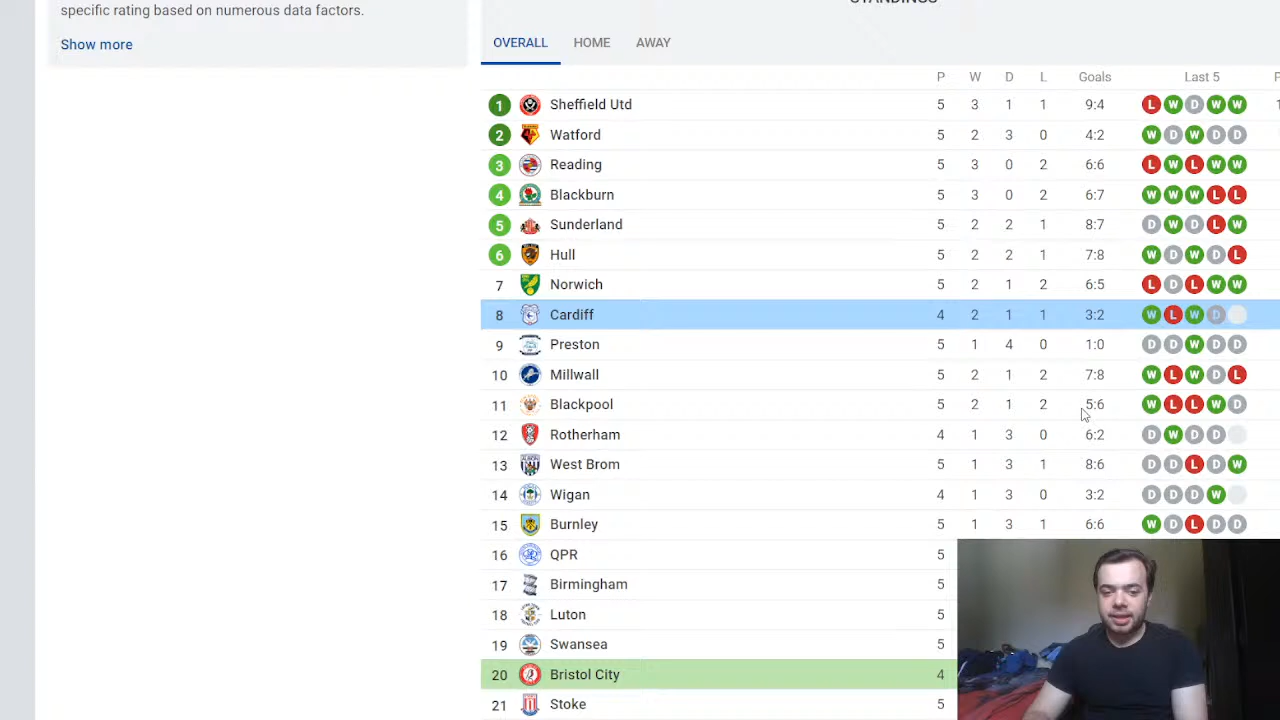 specific rating based on numerous data factors.
Show more
STANDINGS
OVERALL HOME AWAY
P W D L Goals Last 5
1 Sheffield Utd 5 3 1 1 9:4 L W D W W
2 Watford 5 2 3 0 4:2 W D W D D
3 Reading 5 3 0 2 6:6 L W L W W
4 Blackburn 5 3 0 2 6:7 W W W L L
5 Sunderland 5 2 2 1 8:7 D W D L W
6 Hull 5 2 2 1 7:8 W D W D L
7 Norwich 5 2 1 2 6:5 L D L W W
8 Cardiff 4 2 1 1 3:2 W L W D
9 Preston 5 1 4 0 1:0 D D W D D
10 Millwall 5 2 1 2 7:8 W L W D L
11 Blackpool 5 2 1 2 5:6 W L L W D
12 Rotherham 4 1 3 0 6:2 D W D D
13 West Brom 5 1 3 1 8:6 D D L D W
14 Wigan 4 1 3 0 3:2 D D D W
15 Burnley 5 1 3 1 6:6 W D L D D
16 QPR 5
17 Birmingham 5
18 Luton 5
19 Swansea 5
20 Bristol City 4
21 Stoke 5